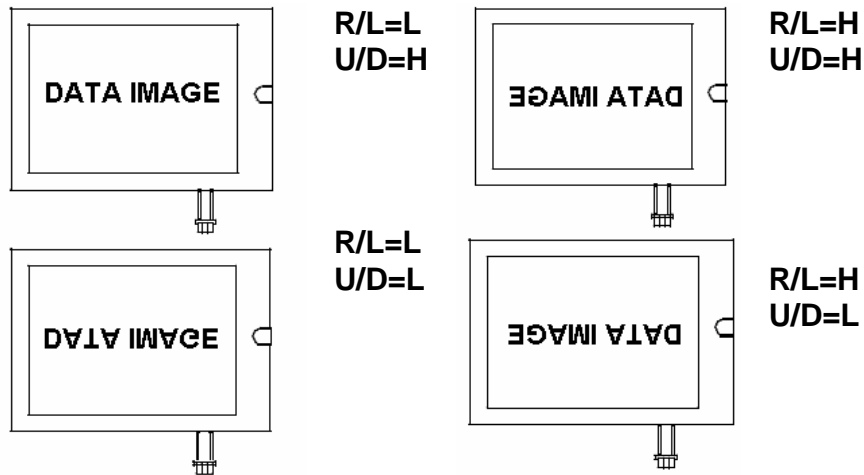 R/L=L
U/D=H
DATA IMAGE
R/L=H
U/D=H
DATA IMAGE
R/L=L
U/D=L
DATA IMAGE
R/L=H
U/D=L
DATA IMAGE